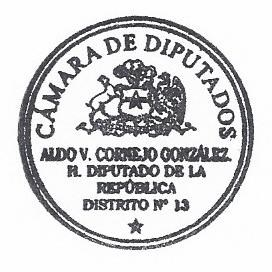 CÁMARA DE DIPUTADOS
ALDO V. CORNEJO GONZÁLEZ.
H. DIPUTADO DE LA
REPÚBLICA
DISTRITO Nº 13